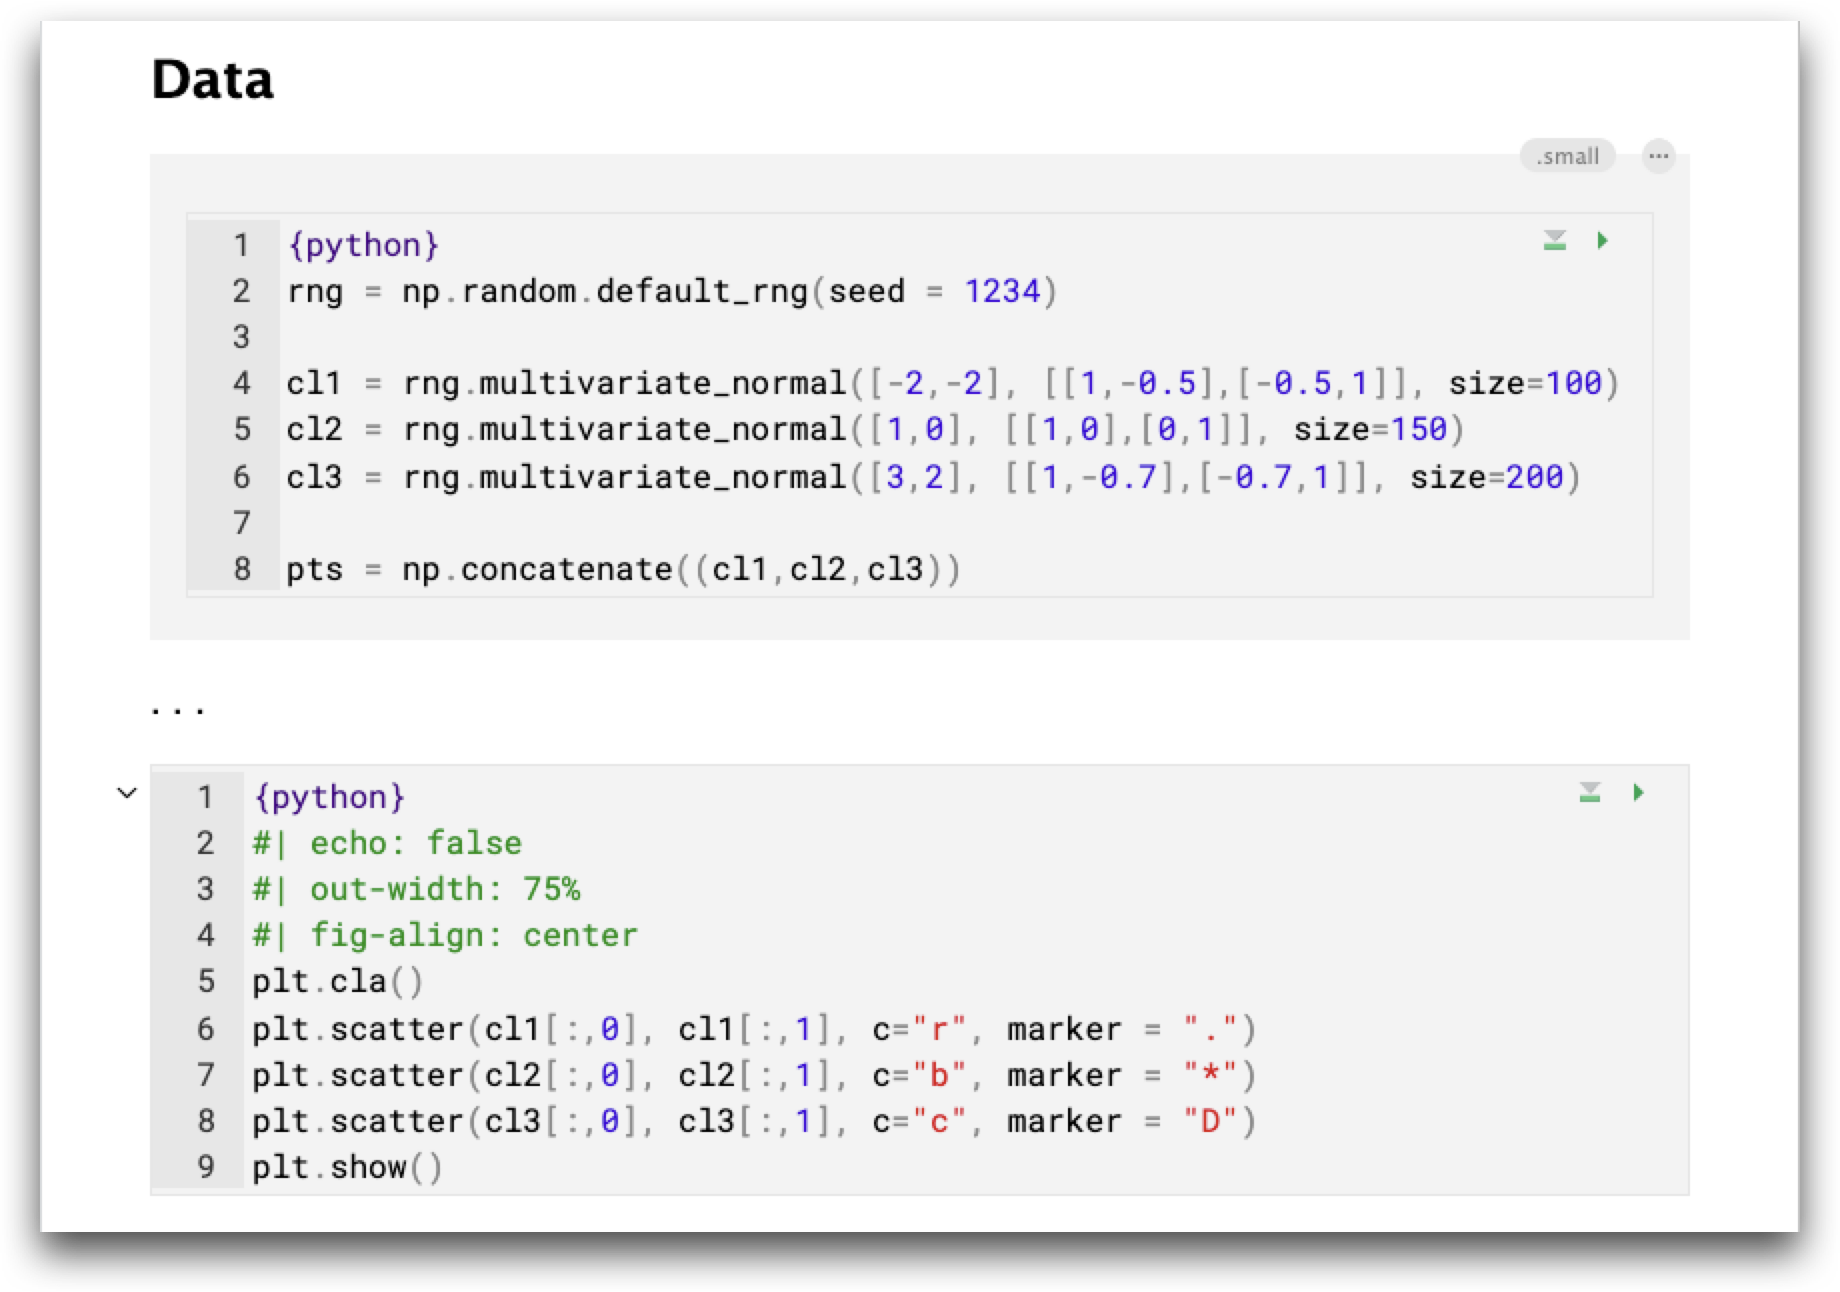 Data
.small ...
1 {python}
2 rng = np.random.default_rng(seed = 1234)
3
4 cl1 = rng.multivariate_normal([-2,-2], [[1,-0.5],[-0.5,1]], size=100)
5 cl2 = rng.multivariate_normal([1,0], [[1,0],[0,1]], size=150)
6 cl3 = rng.multivariate_normal([3,2], [[1,-0.7],[-0.7,1]], size=200)
7
8 pts = np.concatenate((cl1,cl2,cl3))
. . .
1 {python}
2 #| echo: false
3 #| out-width: 75%
4 #| fig-align: center
5 plt.cla()
6 plt.scatter(cl1[:,0], cl1[:,1], c="r", marker = ".")
7 plt.scatter(cl2[:,0], cl2[:,1], c="b", marker = "*")
8 plt.scatter(cl3[:,0], cl3[:,1], c="c", marker = "D")
9 plt.show()